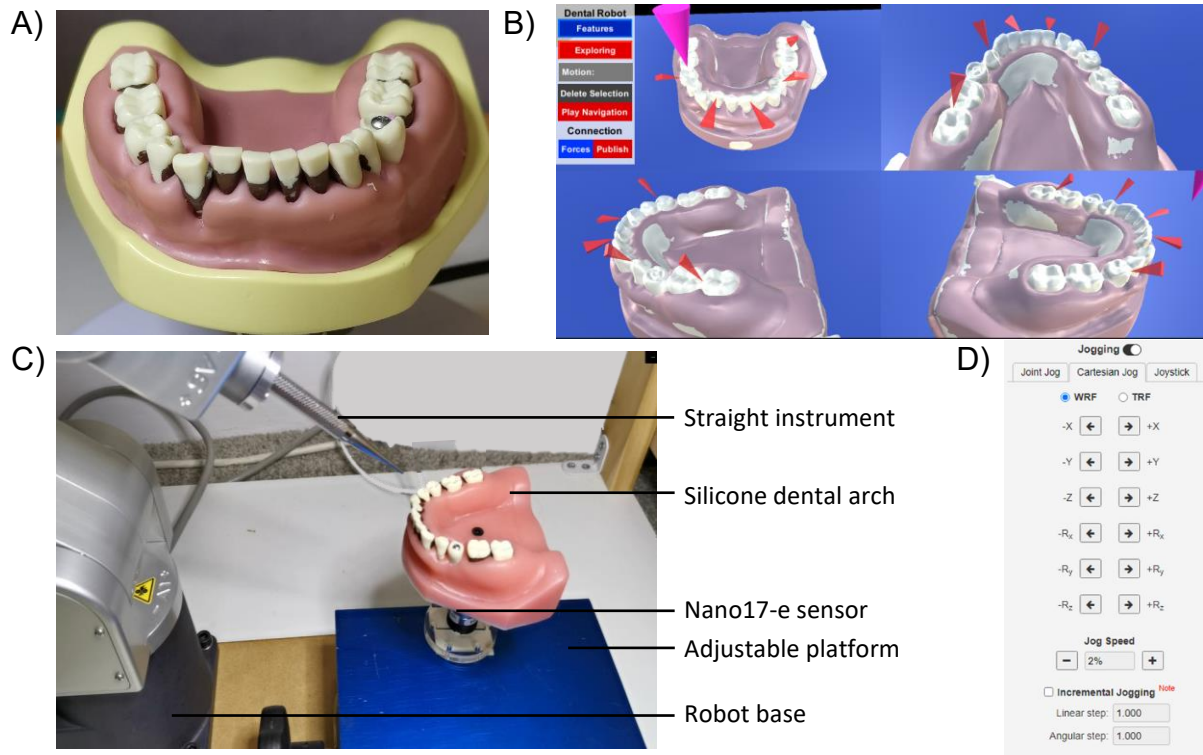 A)
B)
Dental Robot
Features
Exploring
Motion:
Delete Selection
Play Navigation
Connection
Forces Publish
C)
Straight instrument
Silicone dental arch
Nano17-e sensor
Adjustable platform
Robot base
D)
Jogging
Joint Jog Cartesian Jog Joystick
WRF TRF
-X +X
-Y +Y
-Z +Z
-Rx +Rx
-Ry +Ry
-Rz +Rz
Jog Speed
− 2% +
Incremental Jogging Note
Linear step: 1.000
Angular step: 1.000